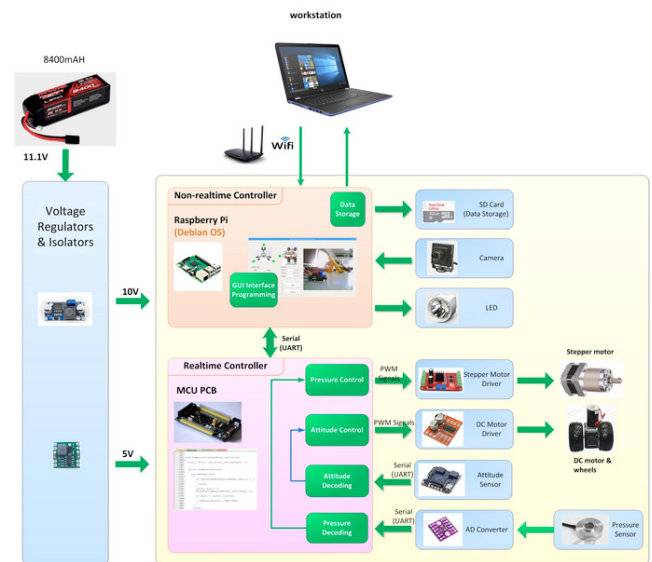 workstation
8400mAH
11.1V
Wifi
Voltage
Regulators
& Isolators
10V
5V
Non-realtime Controller
Raspberry Pi
(Debian OS)
GUI Interface
Programming
Data
Storage
SD Card
(Data Storage)
Camera
LED
Serial
(UART)
Realtime Controller
MCU PCB
Pressure Control
PWM
Signals
Stepper Motor
Driver
Stepper motor
Attitude Control
PWM Signals
DC Motor
Driver
DC motor &
wheels
Attitude
Decoding
Serial
(UART)
Attitude
Sensor
Pressure
Decoding
Serial
(UART)
AD Converter
Pressure
Sensor